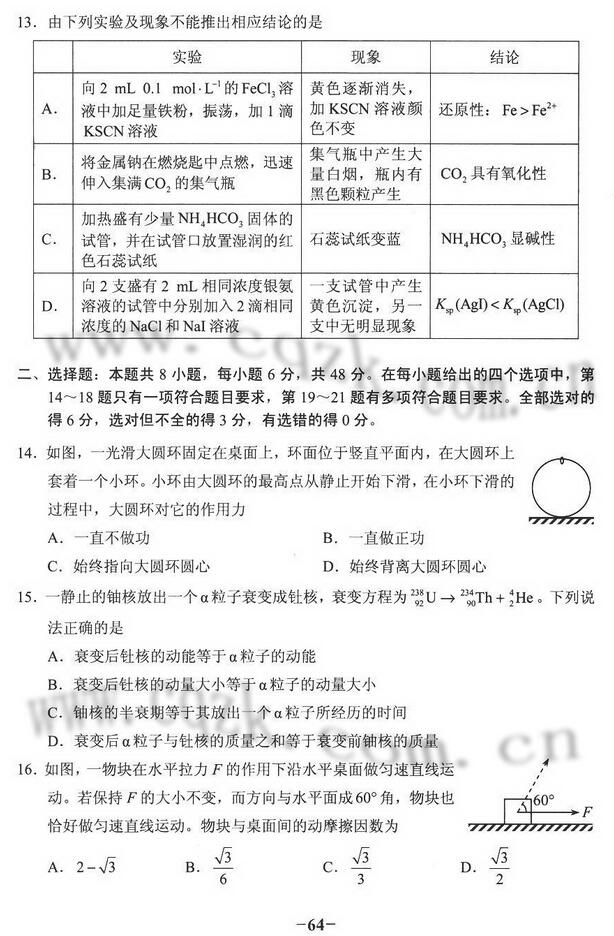 13．由下列实验及现象不能推出相应结论的是
实验 现象 结论
A． 向 2 mL 0.1 mol·L⁻¹的 FeCl₃溶液中加足量铁粉，振荡，加 1 滴 KSCN 溶液 黄色逐渐消失，加 KSCN 溶液颜色不变 还原性：Fe＞Fe²⁺
B． 将金属钠在燃烧匙中点燃，迅速伸入集满 CO₂ 的集气瓶 集气瓶中产生大量白烟，瓶内有黑色颗粒产生 CO₂ 具有氧化性
C． 加热盛有少量 NH₄HCO₃ 固体的试管，并在试管口放置湿润的红色石蕊试纸 石蕊试纸变蓝 NH₄HCO₃ 显碱性
D． 向 2 支盛有 2 mL 相同浓度银氨溶液的试管中分别加入 2 滴相同浓度的 NaCl 和 NaI 溶液 一支试管中产生黄色沉淀，另一支中无明显现象 Ksp(AgI)＜Ksp(AgCl)
二、选择题：本题共 8 小题，每小题 6 分，共 48 分。在每小题给出的四个选项中，第
14～18 题只有一项符合题目要求，第 19～21 题有多项符合题目要求。全部选对的
得 6 分，选对但不全的得 3 分，有选错的得 0 分。
14．如图，一光滑大圆环固定在桌面上，环面位于竖直平面内，在大圆环上
套着一个小环。小环由大圆环的最高点从静止开始下滑，在小环下滑的
过程中，大圆环对它的作用力
A．一直不做功 B．一直做正功
C．始终指向大圆环圆心 D．始终背离大圆环圆心
15．一静止的铀核放出一个α粒子衰变成钍核，衰变方程为 ²³⁸₉₂U → ²³⁴₉₀Th + ⁴₂He 。下列说
法正确的是
A．衰变后钍核的动能等于α粒子的动能
B．衰变后钍核的动量大小等于α粒子的动量大小
C．铀核的半衰期等于其放出一个α粒子所经历的时间
D．衰变后α粒子与钍核的质量之和等于衰变前铀核的质量
16．如图，一物块在水平拉力 F 的作用下沿水平桌面做匀速直线运
动。若保持 F 的大小不变，而方向与水平面成 60° 角，物块也
恰好做匀速直线运动。物块与桌面间的动摩擦因数为
60°
F
A．2－√3 B．√3/6 C．√3/3 D．√3/2
-64-
www.cqzk.com.cn
www.cqzk.com.cn